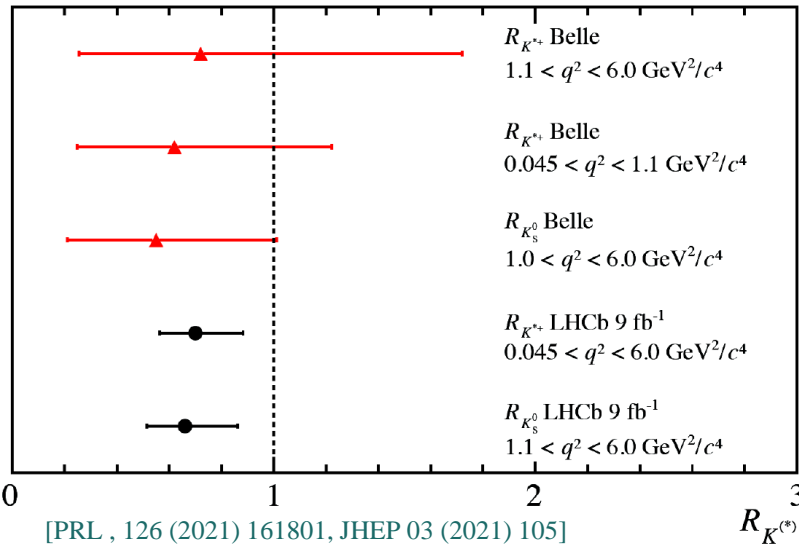 R_{K^{*+}} Belle
1.1 < q² < 6.0 GeV²/c⁴
R_{K^{*+}} Belle
0.045 < q² < 1.1 GeV²/c⁴
R_{K_S^0} Belle
1.0 < q² < 6.0 GeV²/c⁴
R_{K^{*+}} LHCb 9 fb⁻¹
0.045 < q² < 6.0 GeV²/c⁴
R_{K_S^0} LHCb 9 fb⁻¹
1.1 < q² < 6.0 GeV²/c⁴
0 1 2 3
[PRL , 126 (2021) 161801, JHEP 03 (2021) 105]
R_{K^{(*)}}